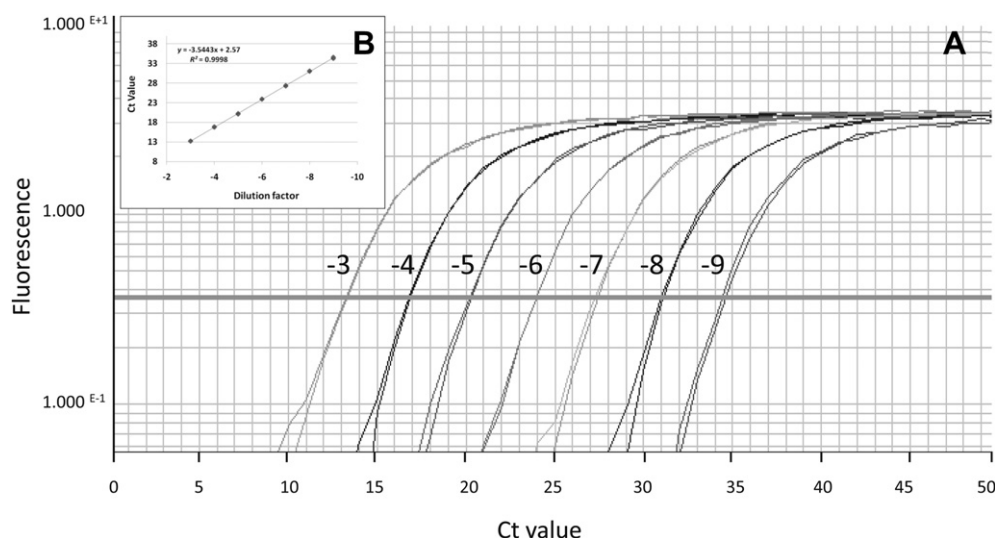 1.000 E+1
B
A
y = -3.5443x + 2.57
R² = 0.9998
Ct Value
38
33
28
23
18
13
8
-2 -4 -6 -8 -10
Dilution factor
Fluorescence
1.000
-3 -4 -5 -6 -7 -8 -9
1.000 E-1
0 5 10 15 20 25 30 35 40 45 50
Ct value